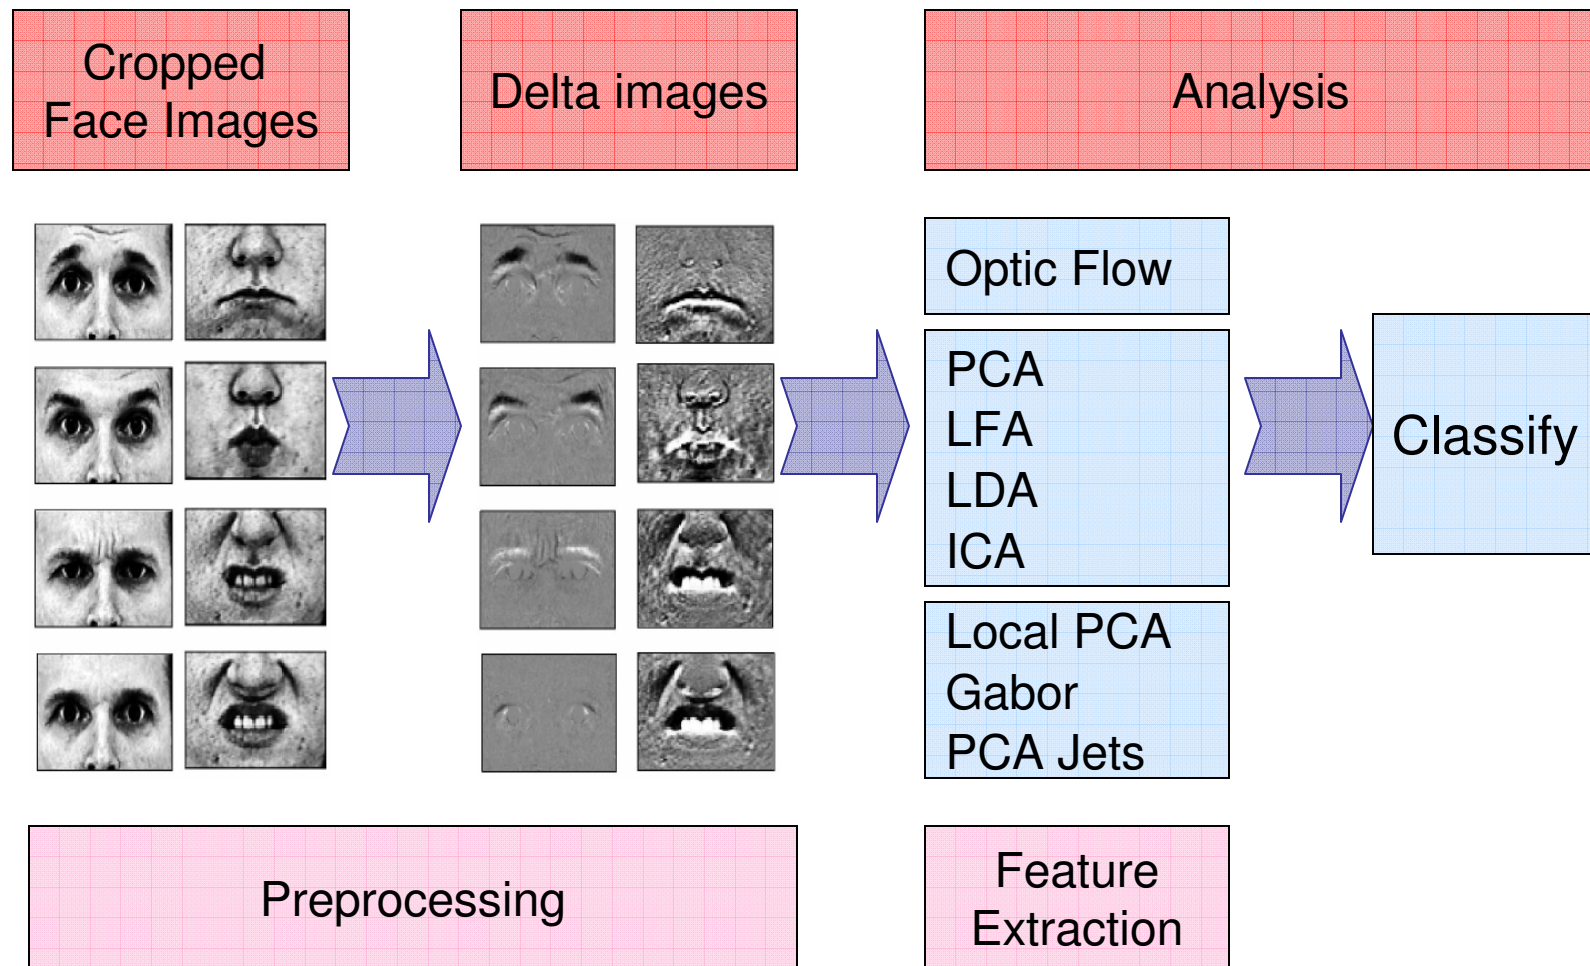 Cropped
Face Images
Delta images
Analysis
Optic Flow
PCA
LFA
LDA
ICA
Local PCA
Gabor
PCA Jets
Classify
Preprocessing
Feature
Extraction